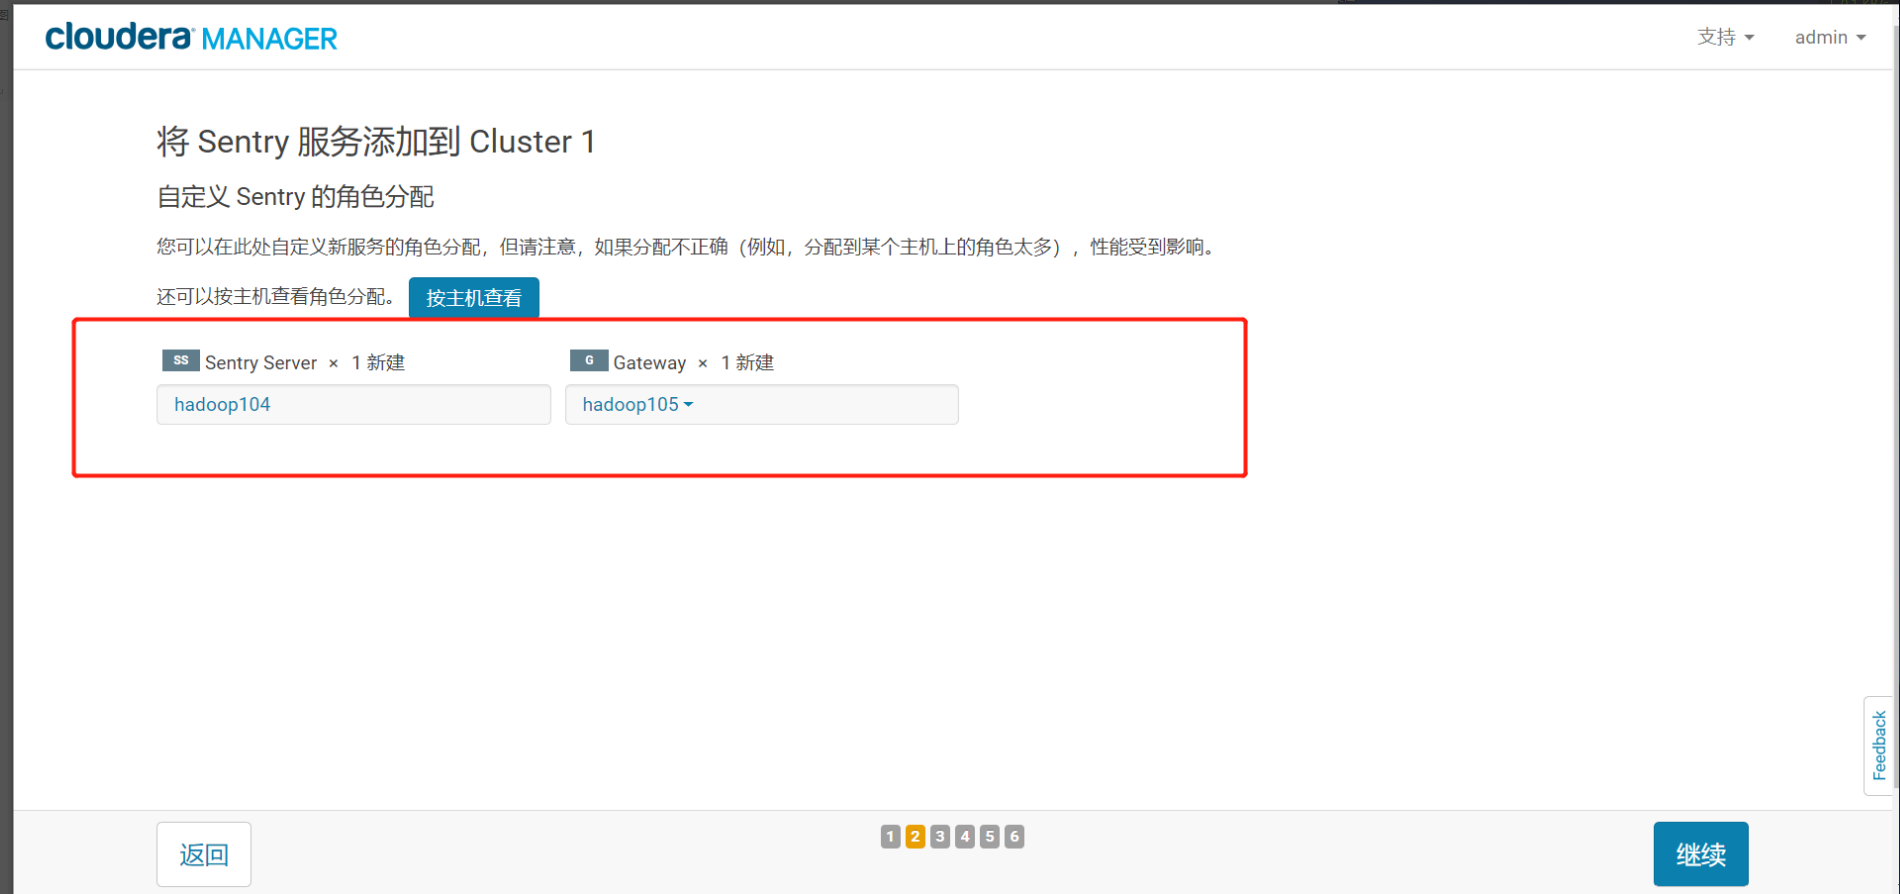 cloudera MANAGER
支持 admin
将 Sentry 服务添加到 Cluster 1
自定义 Sentry 的角色分配
您可以在此处自定义新服务的角色分配，但请注意，如果分配不正确（例如，分配到某个主机上的角色太多），性能受到影响。
还可以按主机查看角色分配。 按主机查看
SS Sentry Server × 1 新建 G Gateway × 1 新建
hadoop104 hadoop105
Feedback
返回 1 2 3 4 5 6 继续